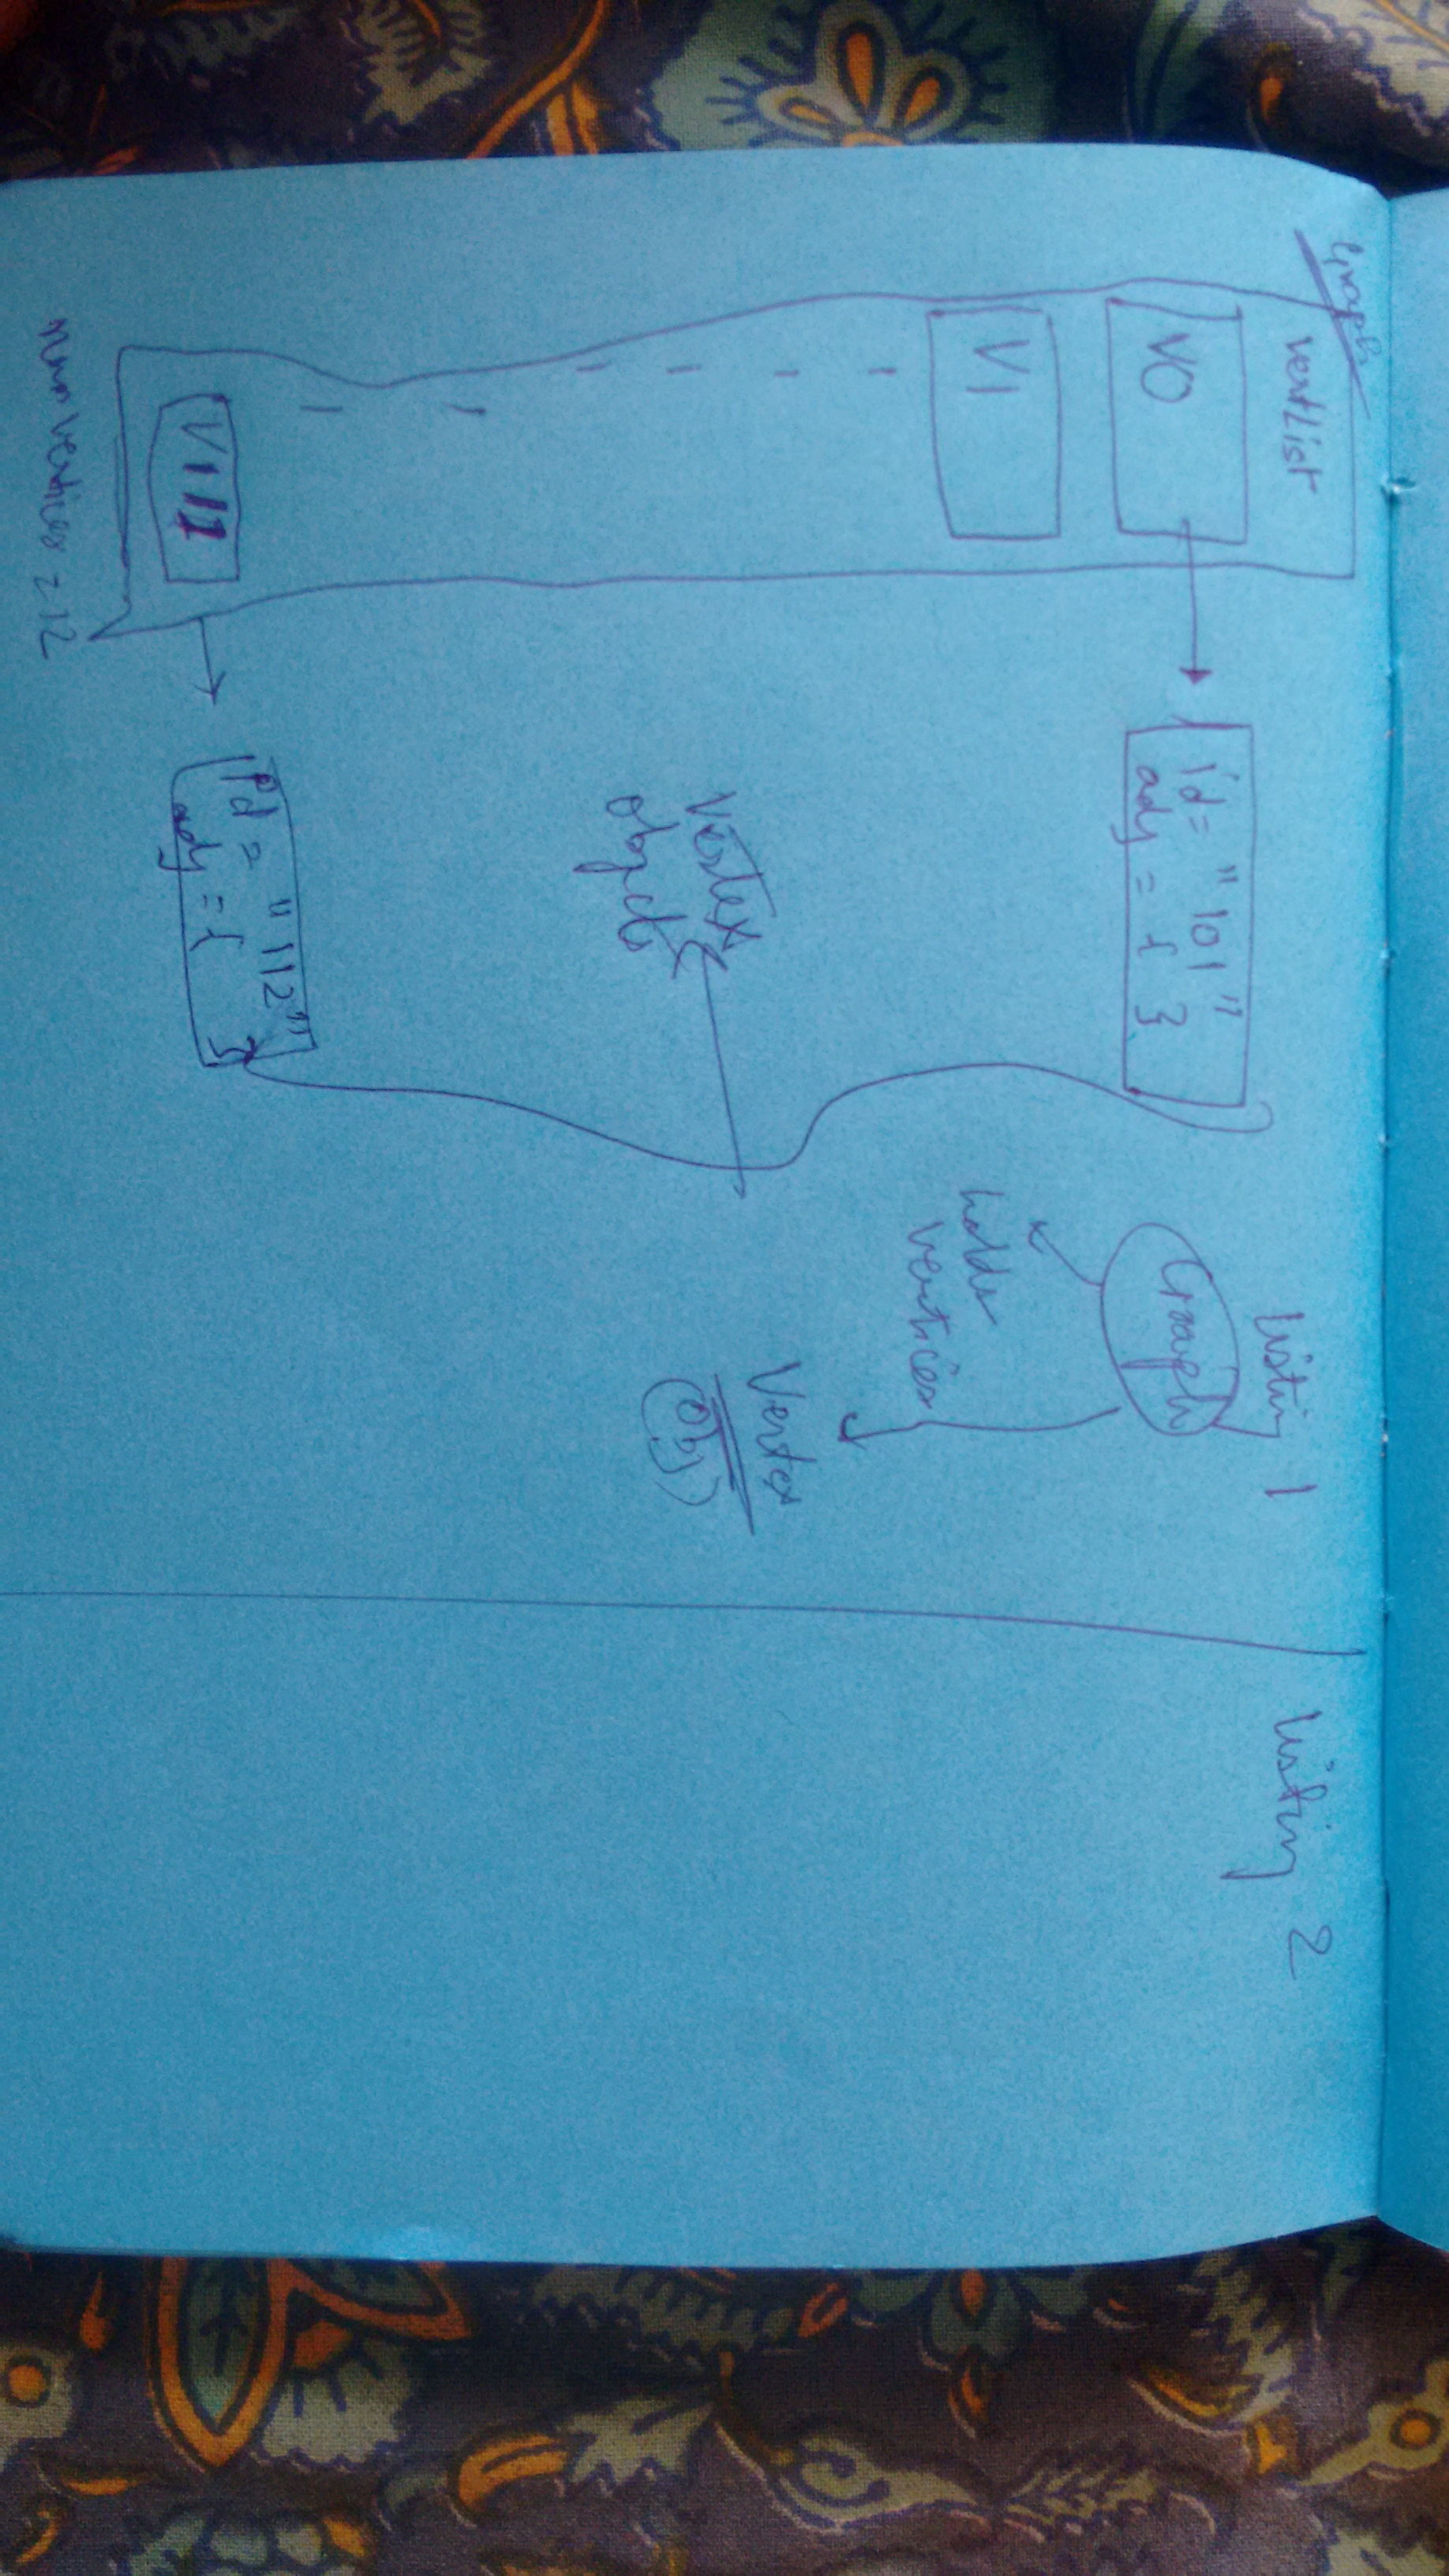 Graph
vertList
V0
id = "101"
adj = { }
V1
Vertex
objects
V11
id = "112"
adj = { }
numVertices = 12
Listing 1
Graph
holds
vertices
Vertex
Obj
Listing 2